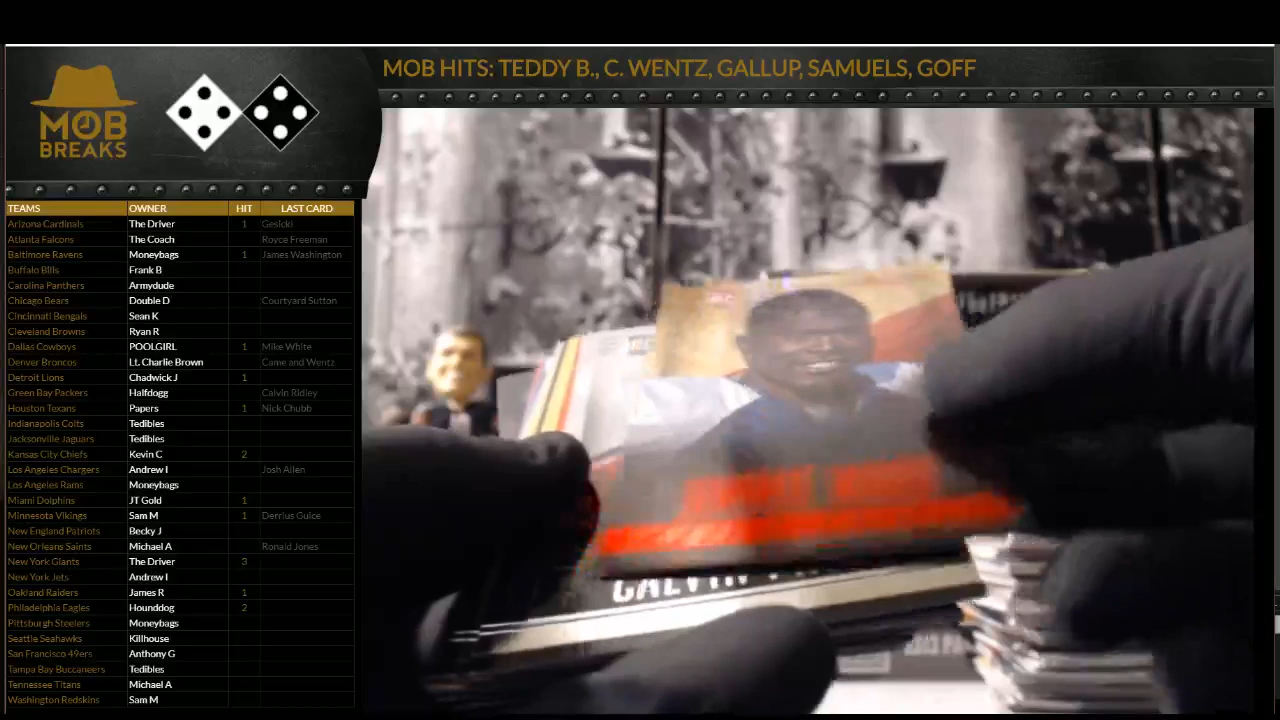 MOB HITS: TEDDY B., C. WENTZ, GALLUP, SAMUELS, GOFF
MOB
BREAKS
TEAMS OWNER HIT LAST CARD
Arizona Cardinals The Driver 1 Gesicki
Atlanta Falcons The Coach Royce Freeman
Baltimore Ravens Moneybags 1 James Washington
Buffalo Bills Frank B
Carolina Panthers Armydude
Chicago Bears Double D Courtyard Sutton
Cincinnati Bengals Sean K
Cleveland Browns Ryan R
Dallas Cowboys POOLGIRL 1 Mike White
Denver Broncos Lt. Charlie Brown Came and Wentz
Detroit Lions Chadwick J 1
Green Bay Packers Halfdogg Calvin Ridley
Houston Texans Papers 1 Nick Chubb
Indianapolis Colts Tedibles
Jacksonville Jaguars Tedibles
Kansas City Chiefs Kevin C 2
Los Angeles Chargers Andrew I Josh Allen
Los Angeles Rams Moneybags
Miami Dolphins JT Gold 1
Minnesota Vikings Sam M 1 Derrius Guice
New England Patriots Becky J
New Orleans Saints Michael A Ronald Jones
New York Giants The Driver 3
New York Jets Andrew I
Oakland Raiders James R 1
Philadelphia Eagles Hounddog 2
Pittsburgh Steelers Moneybags
Seattle Seahawks Killhouse
San Francisco 49ers Anthony G
Tampa Bay Buccaneers Tedibles
Tennessee Titans Michael A
Washington Redskins Sam M
CALVIN